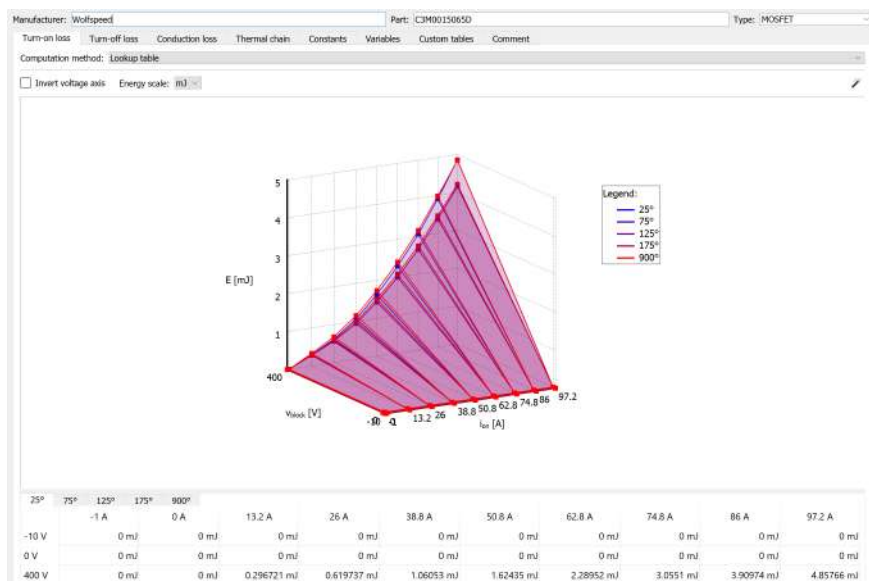 Manufacturer: Wolfspeed Part: C3M0015065D Type: MOSFET
Turn-on loss Turn-off loss Conduction loss Thermal chain Constants Variables Custom tables Comment
Computation method: Lookup table
Invert voltage axis Energy scale: mJ
5
4
3
2
1
E [mJ]
400
Vblock [V]
0
13.2 26 38.8 50.8 62.8 74.8 86 97.2
ion [A]
Legend:
25°
75°
125°
175°
900°
25° 75° 125° 175° 900°
-1 A 0 A 13.2 A 26 A 38.8 A 50.8 A 62.8 A 74.8 A 86 A 97.2 A
-10 V 0 mJ 0 mJ 0 mJ 0 mJ 0 mJ 0 mJ 0 mJ 0 mJ 0 mJ 0 mJ
0 V 0 mJ 0 mJ 0 mJ 0 mJ 0 mJ 0 mJ 0 mJ 0 mJ 0 mJ 0 mJ
400 V 0 mJ 0 mJ 0.296721 mJ 0.619737 mJ 1.06053 mJ 1.62435 mJ 2.28952 mJ 3.0551 mJ 3.90974 mJ 4.85766 mJ